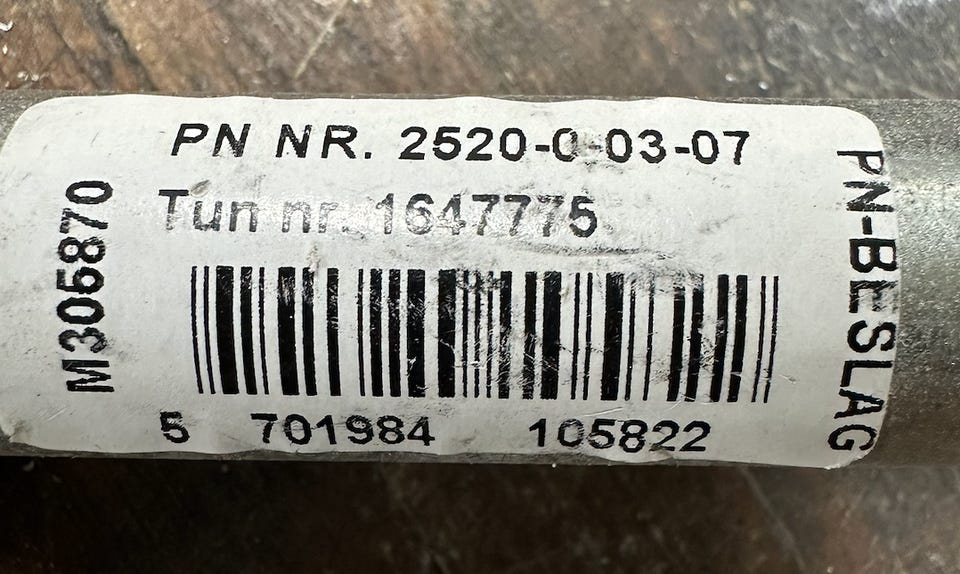 PN NR. 2520-0-03-07
Tun nr. 1647775
M305870
PN-BESLAG
5 701984 105822